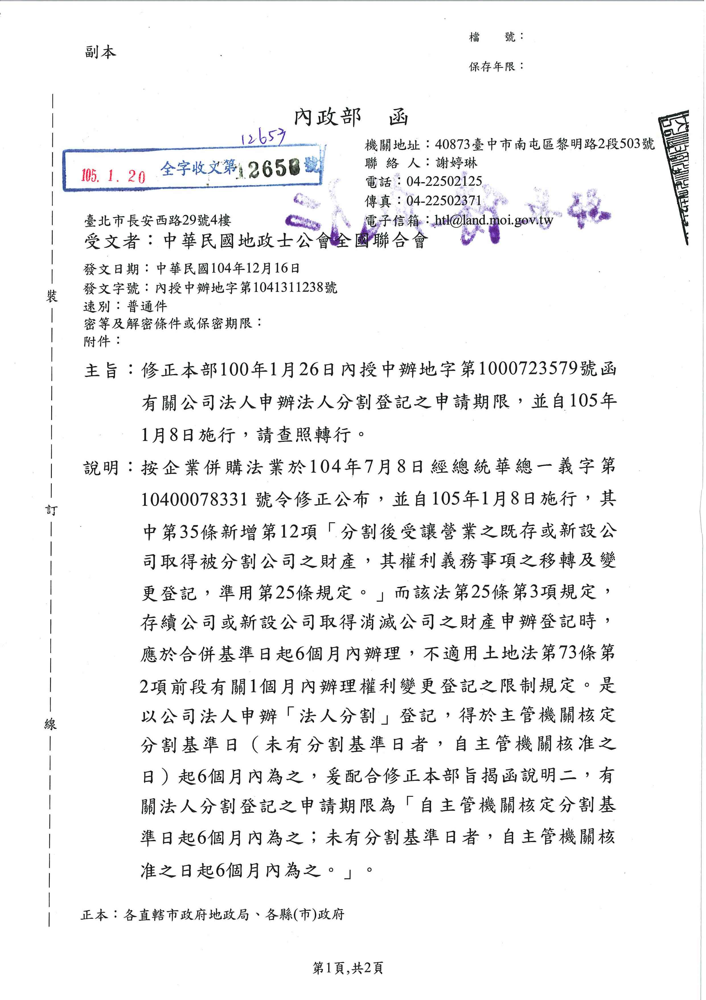 檔　　號：
保存年限：
副本
內政部　函
12653
105. 1. 20 全字收文第 號
機關地址：40873臺中市南屯區黎明路2段503號
聯 絡 人：謝婷琳
電話：04-22502125
傳真：04-22502371
電子信箱：htl@land.moi.gov.tw
臺北市長安西路29號4樓
受文者：中華民國地政士公會全國聯合會
發文日期：中華民國104年12月16日
發文字號：內授中辦地字第1041311238號
速別：普通件
密等及解密條件或保密期限：
附件：
主旨：修正本部100年1月26日內授中辦地字第1000723579號函
有關公司法人申辦法人分割登記之申請期限，並自105年
1月8日施行，請查照轉行。
說明：按企業併購法業於104年7月8日經總統華總一義字第
10400078331 號令修正公布，並自105年1月8日施行，其
中第35條新增第12項「分割後受讓營業之既存或新設公
司取得被分割公司之財產，其權利義務事項之移轉及變
更登記，準用第25條規定。」而該法第25條第3項規定，
存續公司或新設公司取得消滅公司之財產申辦登記時，
應於合併基準日起6個月內辦理，不適用土地法第73條第
2項前段有關1個月內辦理權利變更登記之限制規定。是
以公司法人申辦「法人分割」登記，得於主管機關核定
分割基準日（未有分割基準日者，自主管機關核准之
日）起6個月內為之，爰配合修正本部旨揭函說明二，有
關法人分割登記之申請期限為「自主管機關核定分割基
準日起6個月內為之；未有分割基準日者，自主管機關核
准之日起6個月內為之。」。
正本：各直轄市政府地政局、各縣(市)政府
裝
訂
線
第1頁,共2頁